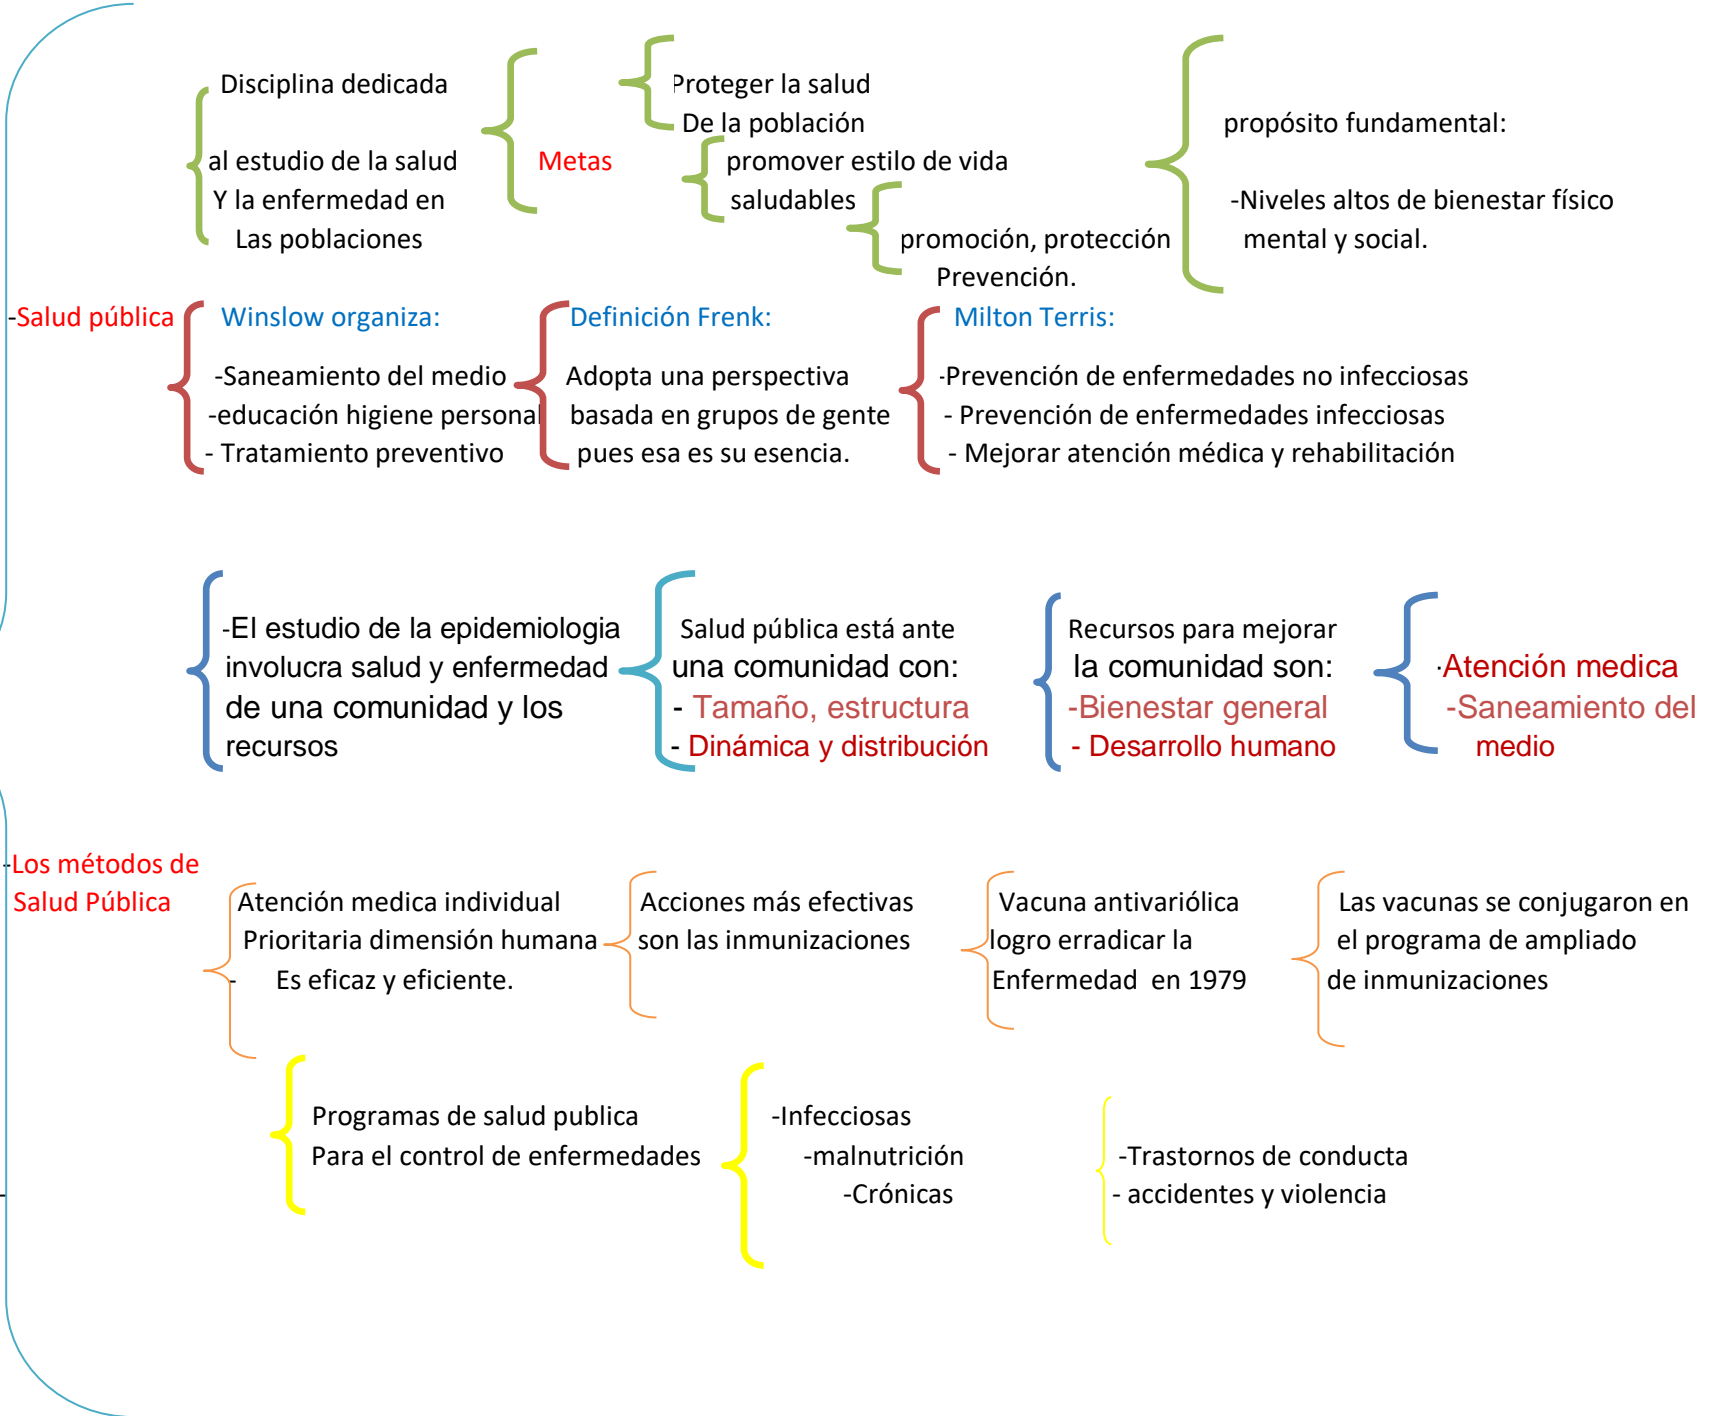 Disciplina dedicada
al estudio de la salud
Y la enfermedad en
Las poblaciones
Metas
Proteger la salud
De la población
promover estilo de vida
saludables
promoción, protección
Prevención.
propósito fundamental:
-Niveles altos de bienestar físico
mental y social.
-Salud pública
Winslow organiza:
-Saneamiento del medio
-educación higiene personal
- Tratamiento preventivo
Definición Frenk:
Adopta una perspectiva
basada en grupos de gente
pues esa es su esencia.
Milton Terris:
-Prevención de enfermedades no infecciosas
- Prevención de enfermedades infecciosas
- Mejorar atención médica y rehabilitación
-El estudio de la epidemiologia
involucra salud y enfermedad
de una comunidad y los
recursos
Salud pública está ante
una comunidad con:
- Tamaño, estructura
- Dinámica y distribución
Recursos para mejorar
la comunidad son:
-Bienestar general
- Desarrollo humano
-Atención medica
-Saneamiento del
medio
-Los métodos de
Salud Pública
Atención medica individual
Prioritaria dimensión humana
- Es eficaz y eficiente.
Acciones más efectivas
son las inmunizaciones
Vacuna antivariólica
logro erradicar la
Enfermedad en 1979
Las vacunas se conjugaron en
el programa de ampliado
de inmunizaciones
Programas de salud publica
Para el control de enfermedades
-Infecciosas
-malnutrición
-Crónicas
-Trastornos de conducta
- accidentes y violencia
-